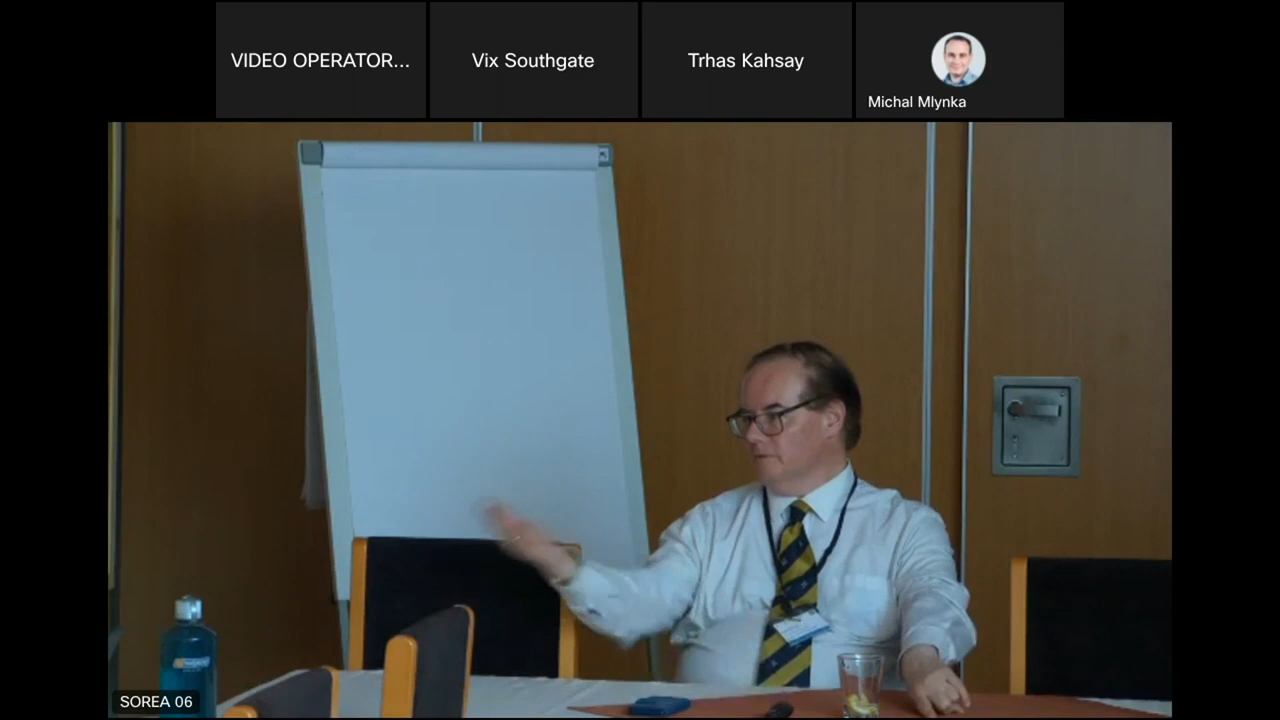 VIDEO OPERATOR...
Vix Southgate
Trhas Kahsay
Michal Mlynka
SOREA 06